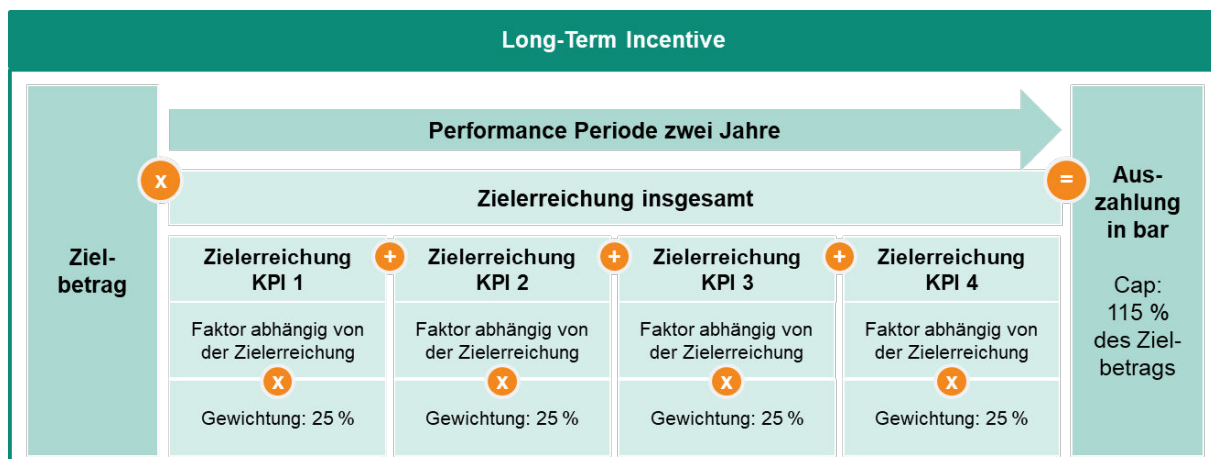 Long-Term Incentive
Performance Periode zwei Jahre
x
=
Zielerreichung insgesamt
Ziel-
betrag
Zielerreichung
KPI 1
+
Zielerreichung
KPI 2
+
Zielerreichung
KPI 3
+
Zielerreichung
KPI 4
Faktor abhängig von
der Zielerreichung
Faktor abhängig von
der Zielerreichung
Faktor abhängig von
der Zielerreichung
Faktor abhängig von
der Zielerreichung
x
x
x
x
Gewichtung: 25 %
Gewichtung: 25 %
Gewichtung: 25 %
Gewichtung: 25 %
Aus-
zahlung
in bar
Cap:
115 %
des Ziel-
betrags